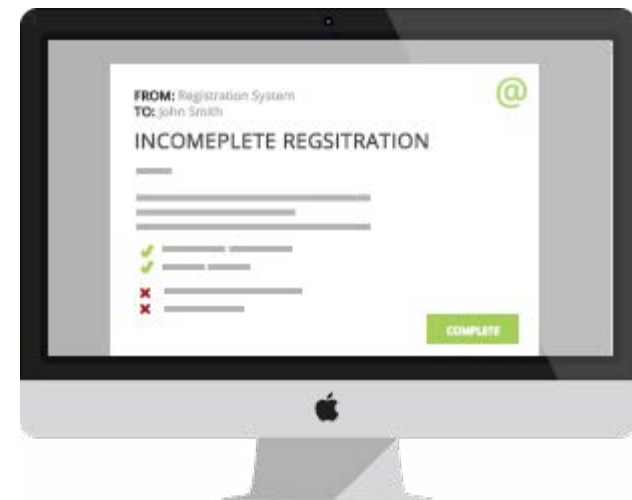 FROM: Registration System
TO: John Smith
@
INCOMEPLETE REGSITRATION
COMPLETE